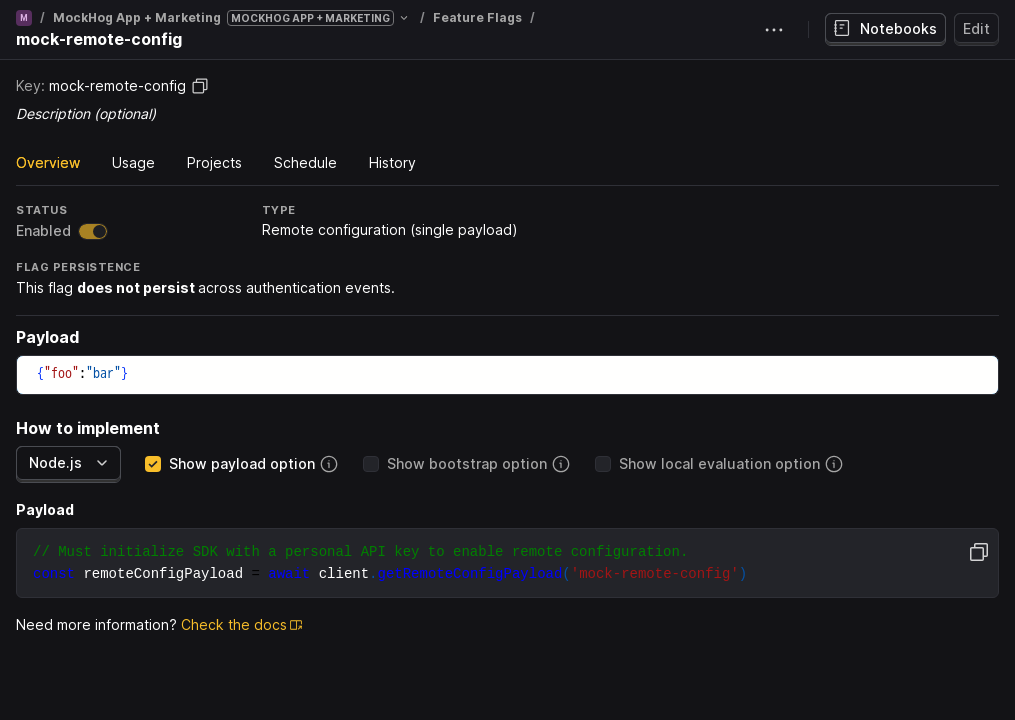 M / MockHog App + Marketing MOCKHOG APP + MARKETING / Feature Flags /
mock-remote-config
Notebooks
Edit
Key: mock-remote-config
Description (optional)
Overview Usage Projects Schedule History
STATUS
Enabled
TYPE
Remote configuration (single payload)
FLAG PERSISTENCE
This flag does not persist across authentication events.
Payload
{"foo":"bar"}
How to implement
Node.js Show payload option Show bootstrap option Show local evaluation option
Payload
// Must initialize SDK with a personal API key to enable remote configuration.
const remoteConfigPayload = await client.getRemoteConfigPayload('mock-remote-config')
Need more information? Check the docs